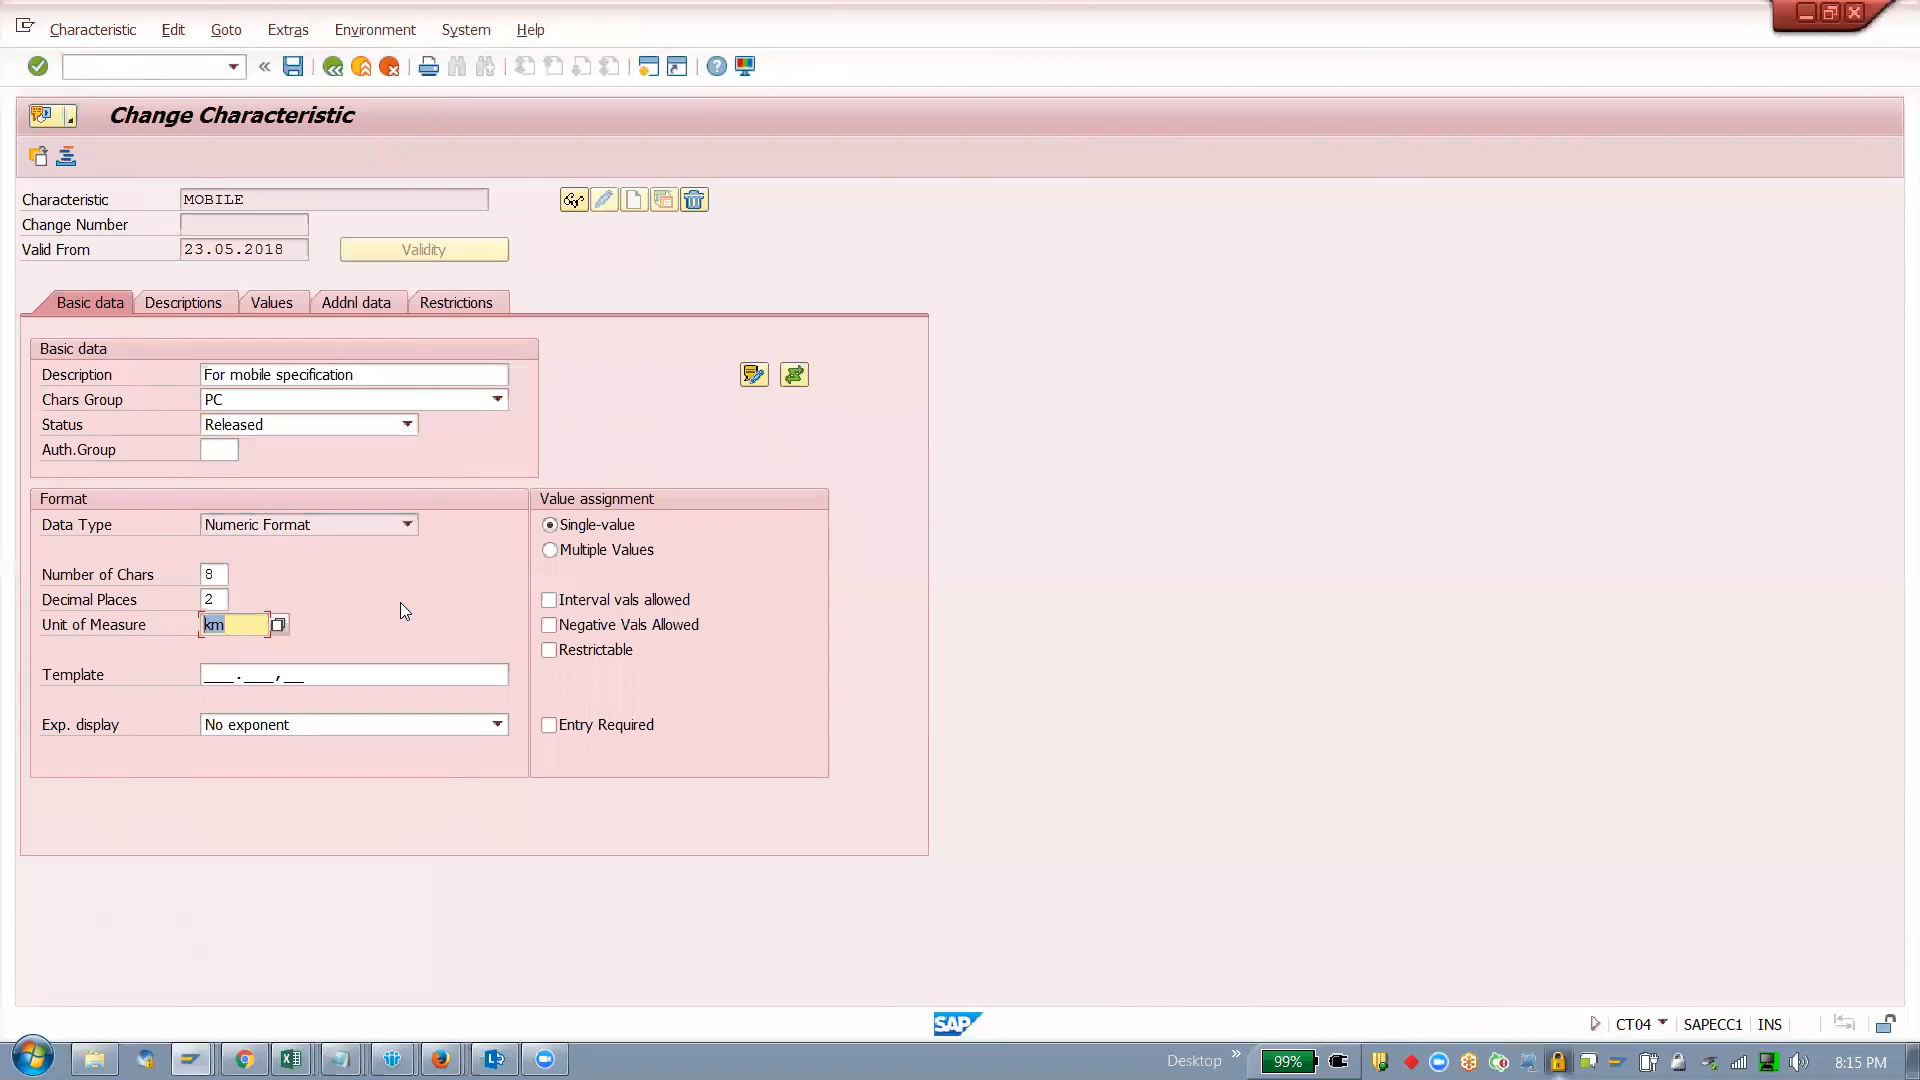 Characteristic Edit Goto Extras Environment System Help
Change Characteristic
Characteristic MOBILE
Change Number
Valid From 23.05.2018 Validity
Basic data Descriptions Values Addnl data Restrictions
Basic data
Description For mobile specification
Chars Group PC
Status Released
Auth.Group
Format Value assignment
Data Type Numeric Format Single-value
Multiple Values
Number of Chars 8
Decimal Places 2 Interval vals allowed
Unit of Measure km Negative Vals Allowed
Restrictable
Template ___.___,__
Exp. display No exponent Entry Required
SAP CT04 SAPECC1 INS
Desktop » 99% 8:15 PM